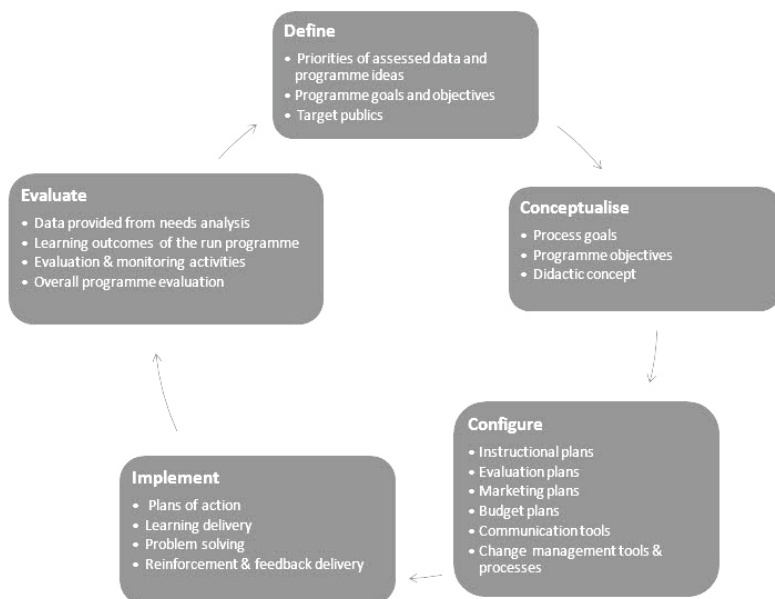 Define
• Priorities of assessed data and
programme ideas
• Programme goals and objectives
• Target publics
Conceptualise
• Process goals
• Programme objectives
• Didactic concept
Configure
• Instructional plans
• Evaluation plans
• Marketing plans
• Budget plans
• Communication tools
• Change management tools &
processes
Implement
• Plans of action
• Learning delivery
• Problem solving
• Reinforcement & feedback delivery
Evaluate
• Data provided from needs analysis
• Learning outcomes of the run programme
• Evaluation & monitoring activities
• Overall programme evaluation